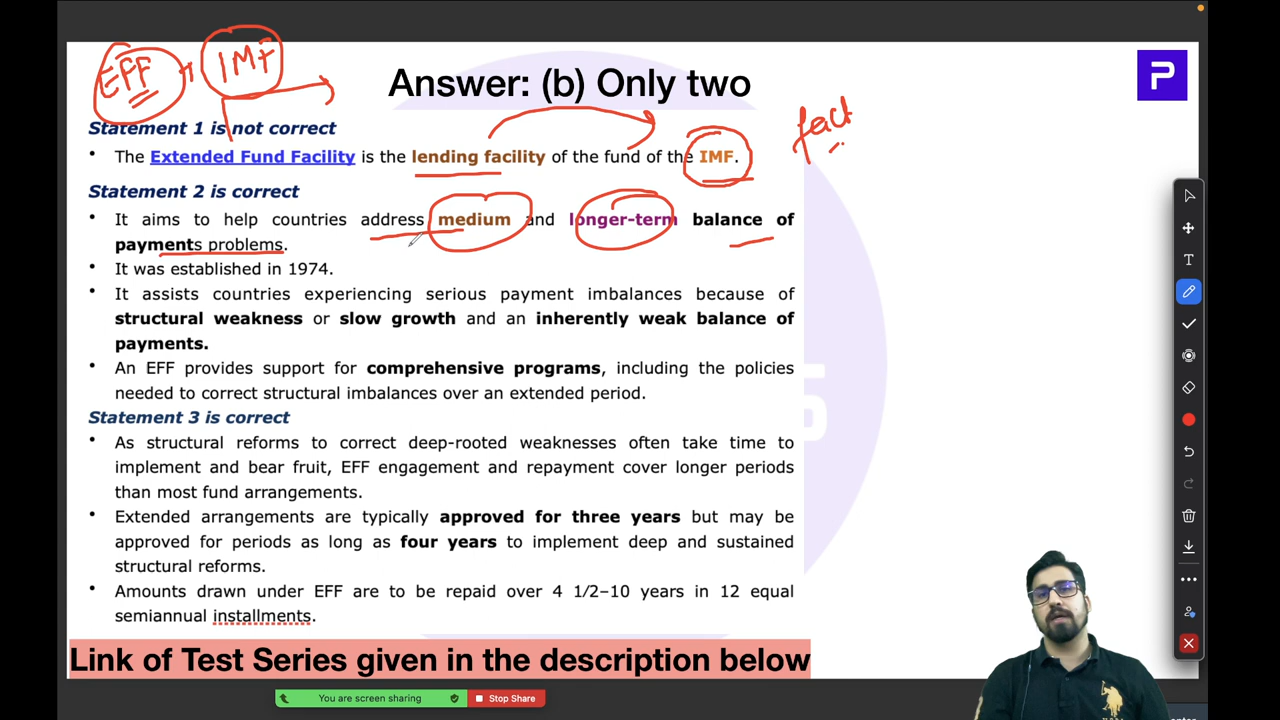 EFF IMF
Answer: (b) Only two
fact
Statement 1 is not correct
• The Extended Fund Facility is the lending facility of the fund of the IMF.
Statement 2 is correct
• It aims to help countries address medium and longer-term balance of
payments problems.
• It was established in 1974.
• It assists countries experiencing serious payment imbalances because of
structural weakness or slow growth and an inherently weak balance of
payments.
• An EFF provides support for comprehensive programs, including the policies
needed to correct structural imbalances over an extended period.
Statement 3 is correct
• As structural reforms to correct deep-rooted weaknesses often take time to
implement and bear fruit, EFF engagement and repayment cover longer periods
than most fund arrangements.
• Extended arrangements are typically approved for three years but may be
approved for periods as long as four years to implement deep and sustained
structural reforms.
• Amounts drawn under EFF are to be repaid over 4 1/2–10 years in 12 equal
semiannual installments.
Link of Test Series given in the description below
You are screen sharing Stop Share